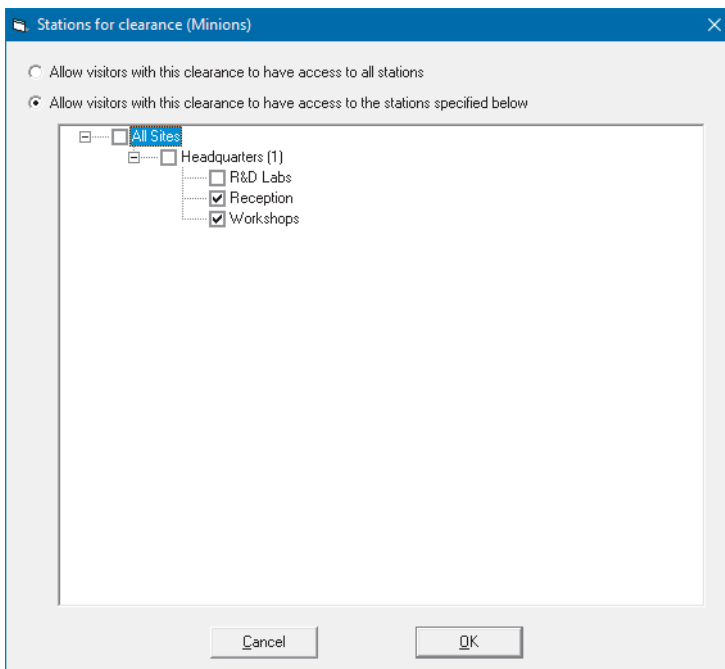 Stations for clearance (Minions)
Allow visitors with this clearance to have access to all stations
Allow visitors with this clearance to have access to the stations specified below
All Sites
Headquarters (1)
R&D Labs
Reception
Workshops
Cancel OK